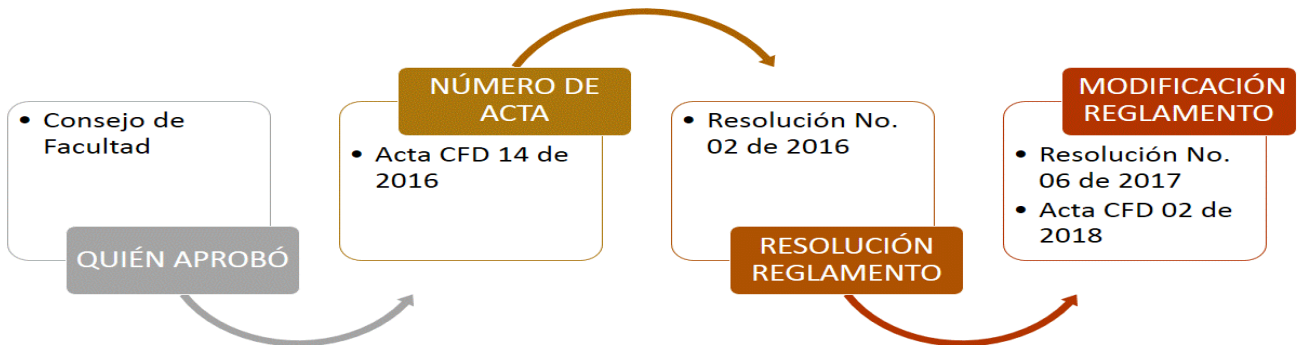 • Consejo de
Facultad
QUIÉN APROBÓ
NÚMERO DE
ACTA
• Acta CFD 14 de
2016
• Resolución No.
02 de 2016
RESOLUCIÓN
REGLAMENTO
MODIFICACIÓN
REGLAMENTO
• Resolución No.
06 de 2017
• Acta CFD 02 de
2018